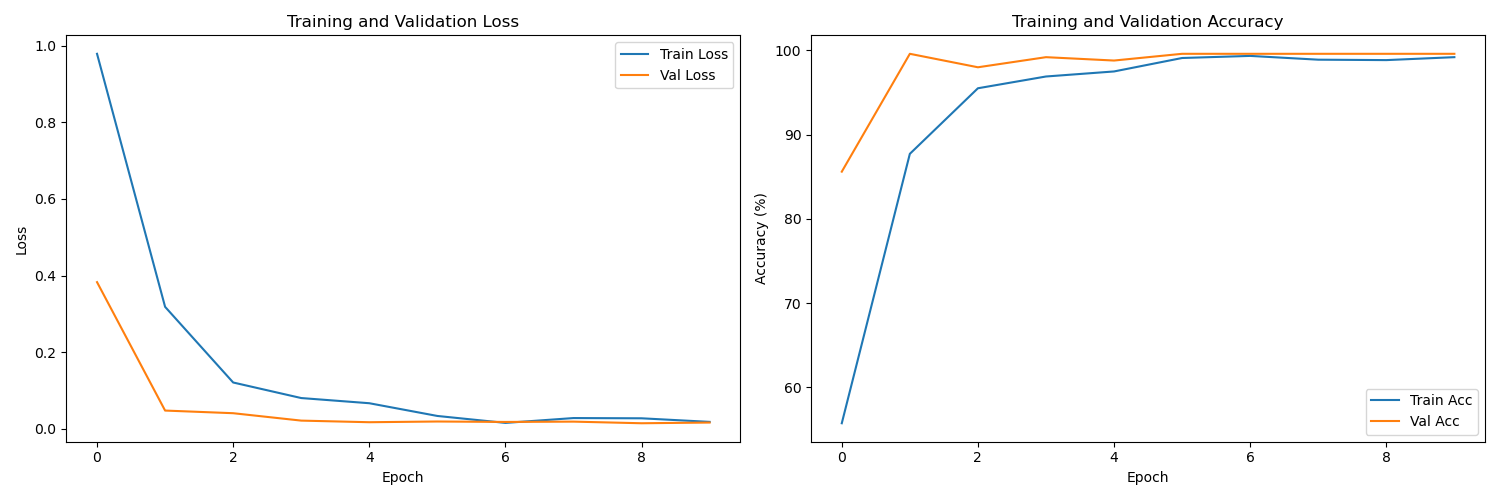 Training and Validation Loss
1.0
0.8
0.6
0.4
0.2
0.0
Loss
Train Loss
Val Loss
0 2 4 6 8
Epoch
Training and Validation Accuracy
100
90
80
70
60
Accuracy (%)
Train Acc
Val Acc
0 2 4 6 8
Epoch